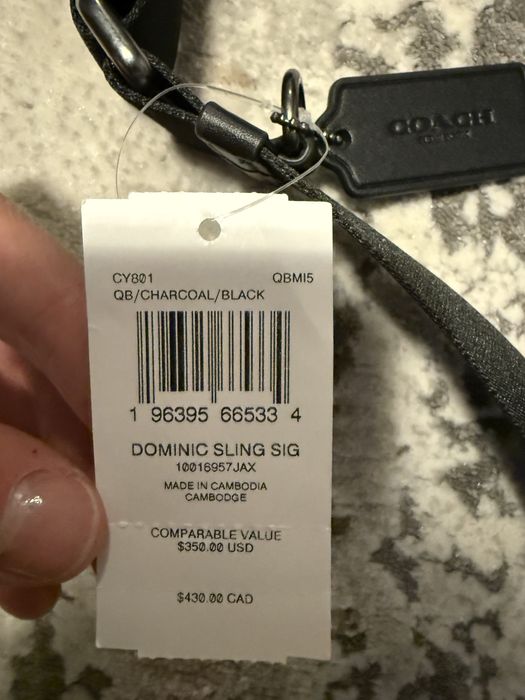 COACH
CY801 QBMI5
QB/CHARCOAL/BLACK
1 96395 66533 4
DOMINIC SLING SIG
10016957JAX
MADE IN CAMBODIA
CAMBODGE
COMPARABLE VALUE
$350.00 USD
$430.00 CAD